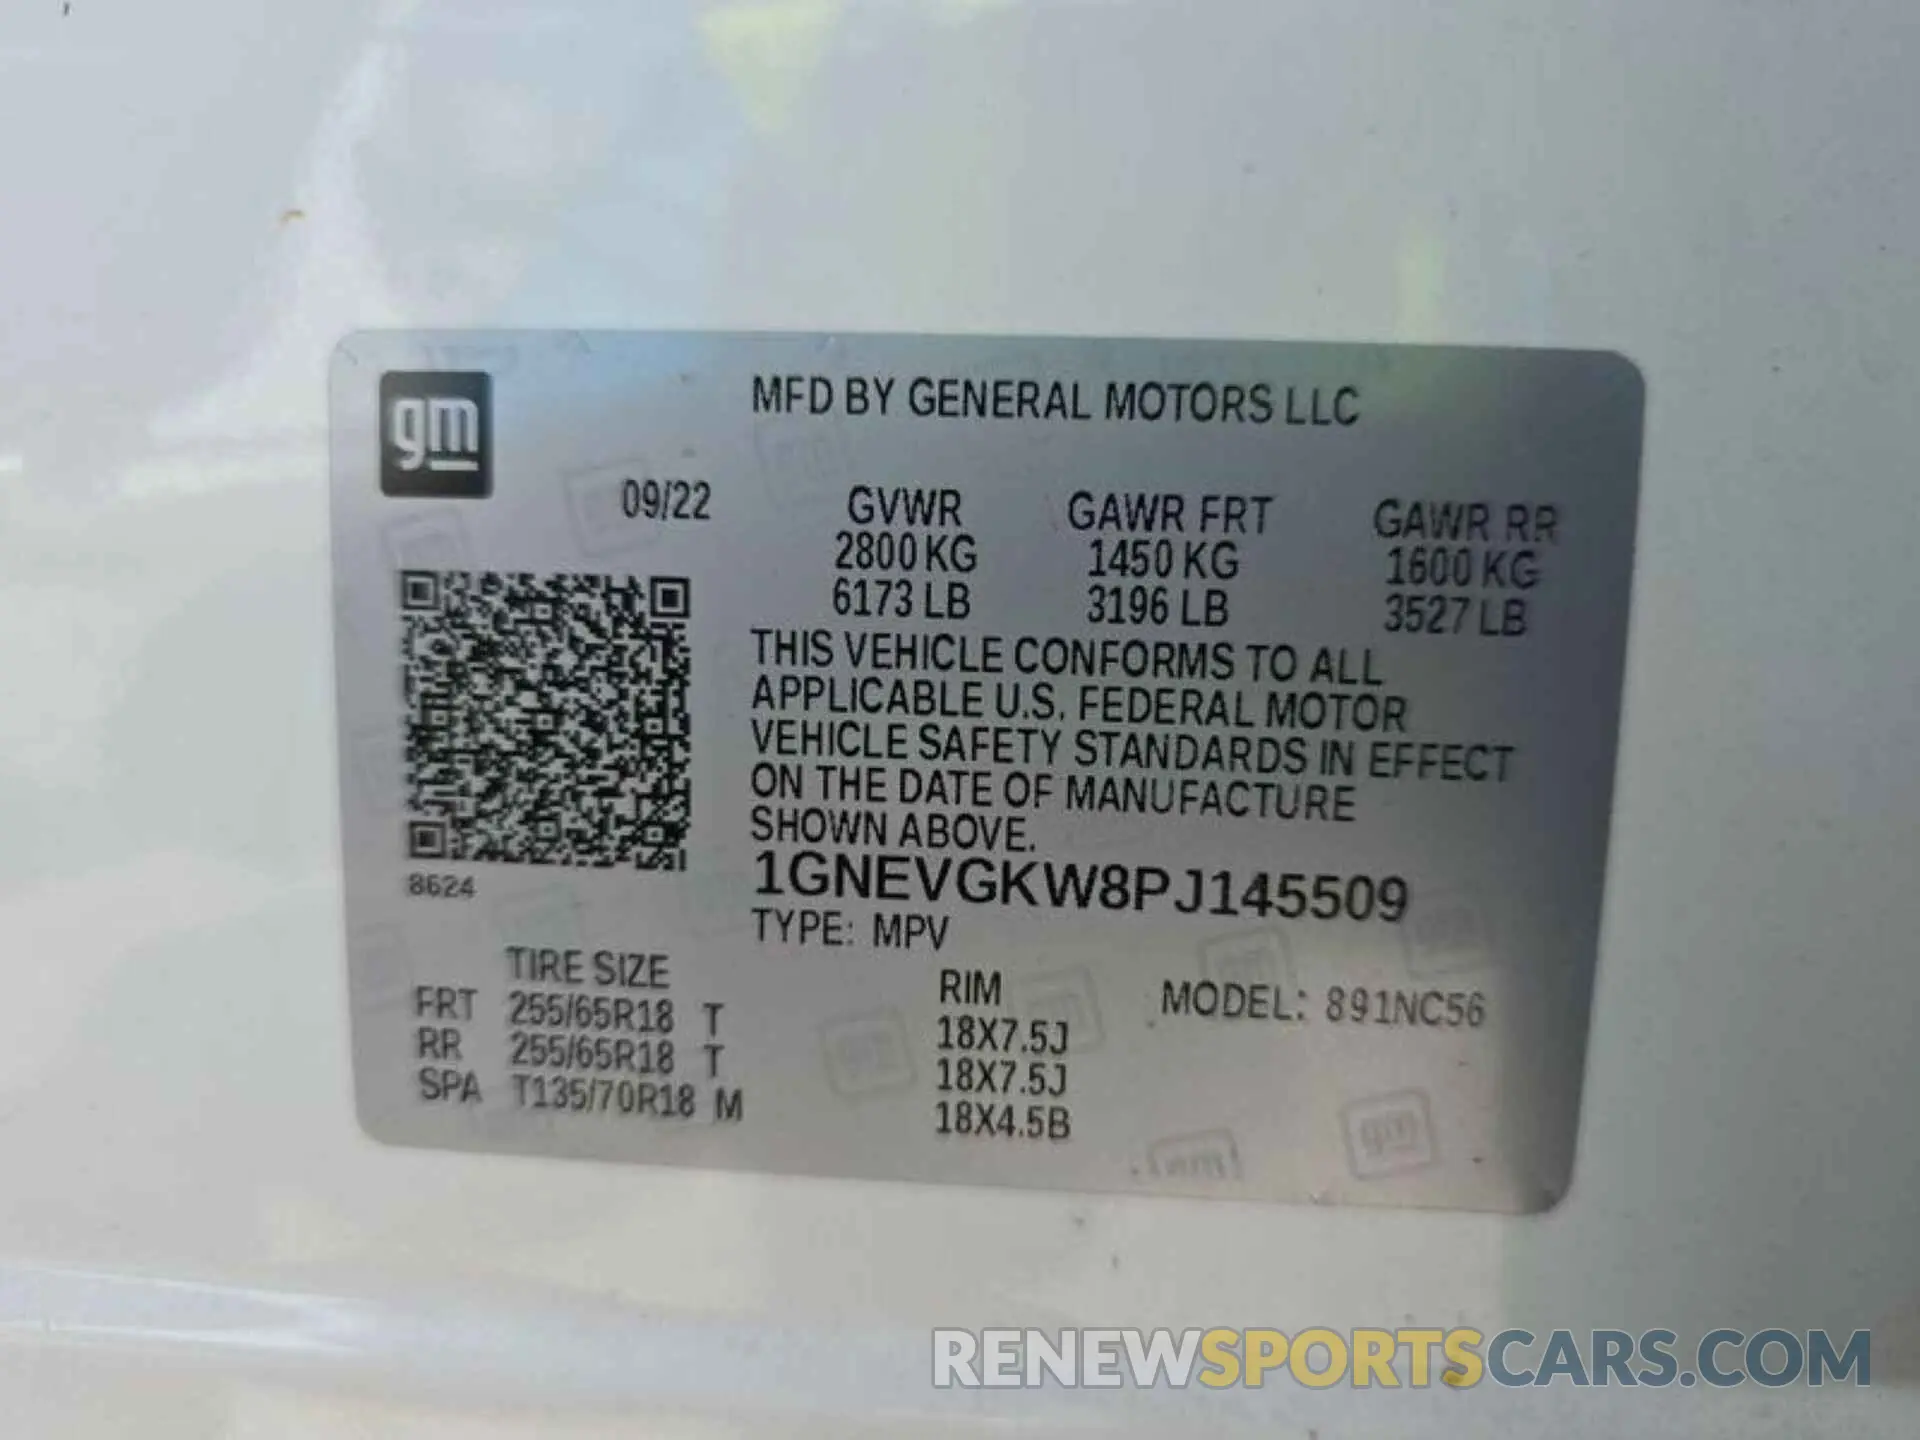 gm
MFD BY GENERAL MOTORS LLC
09/22
GVWR GAWR FRT GAWR RR
2800 KG 1450 KG 1600 KG
6173 LB 3196 LB 3527 LB
THIS VEHICLE CONFORMS TO ALL
APPLICABLE U.S. FEDERAL MOTOR
VEHICLE SAFETY STANDARDS IN EFFECT
ON THE DATE OF MANUFACTURE
SHOWN ABOVE.
8624
1GNEVGKW8PJ145509
TYPE: MPV
TIRE SIZE RIM MODEL: 891NC56
FRT 255/65R18 T 18X7.5J
RR 255/65R18 T 18X7.5J
SPA T135/70R18 M 18X4.5B
gm
RENEWSPORTSCARS.COM